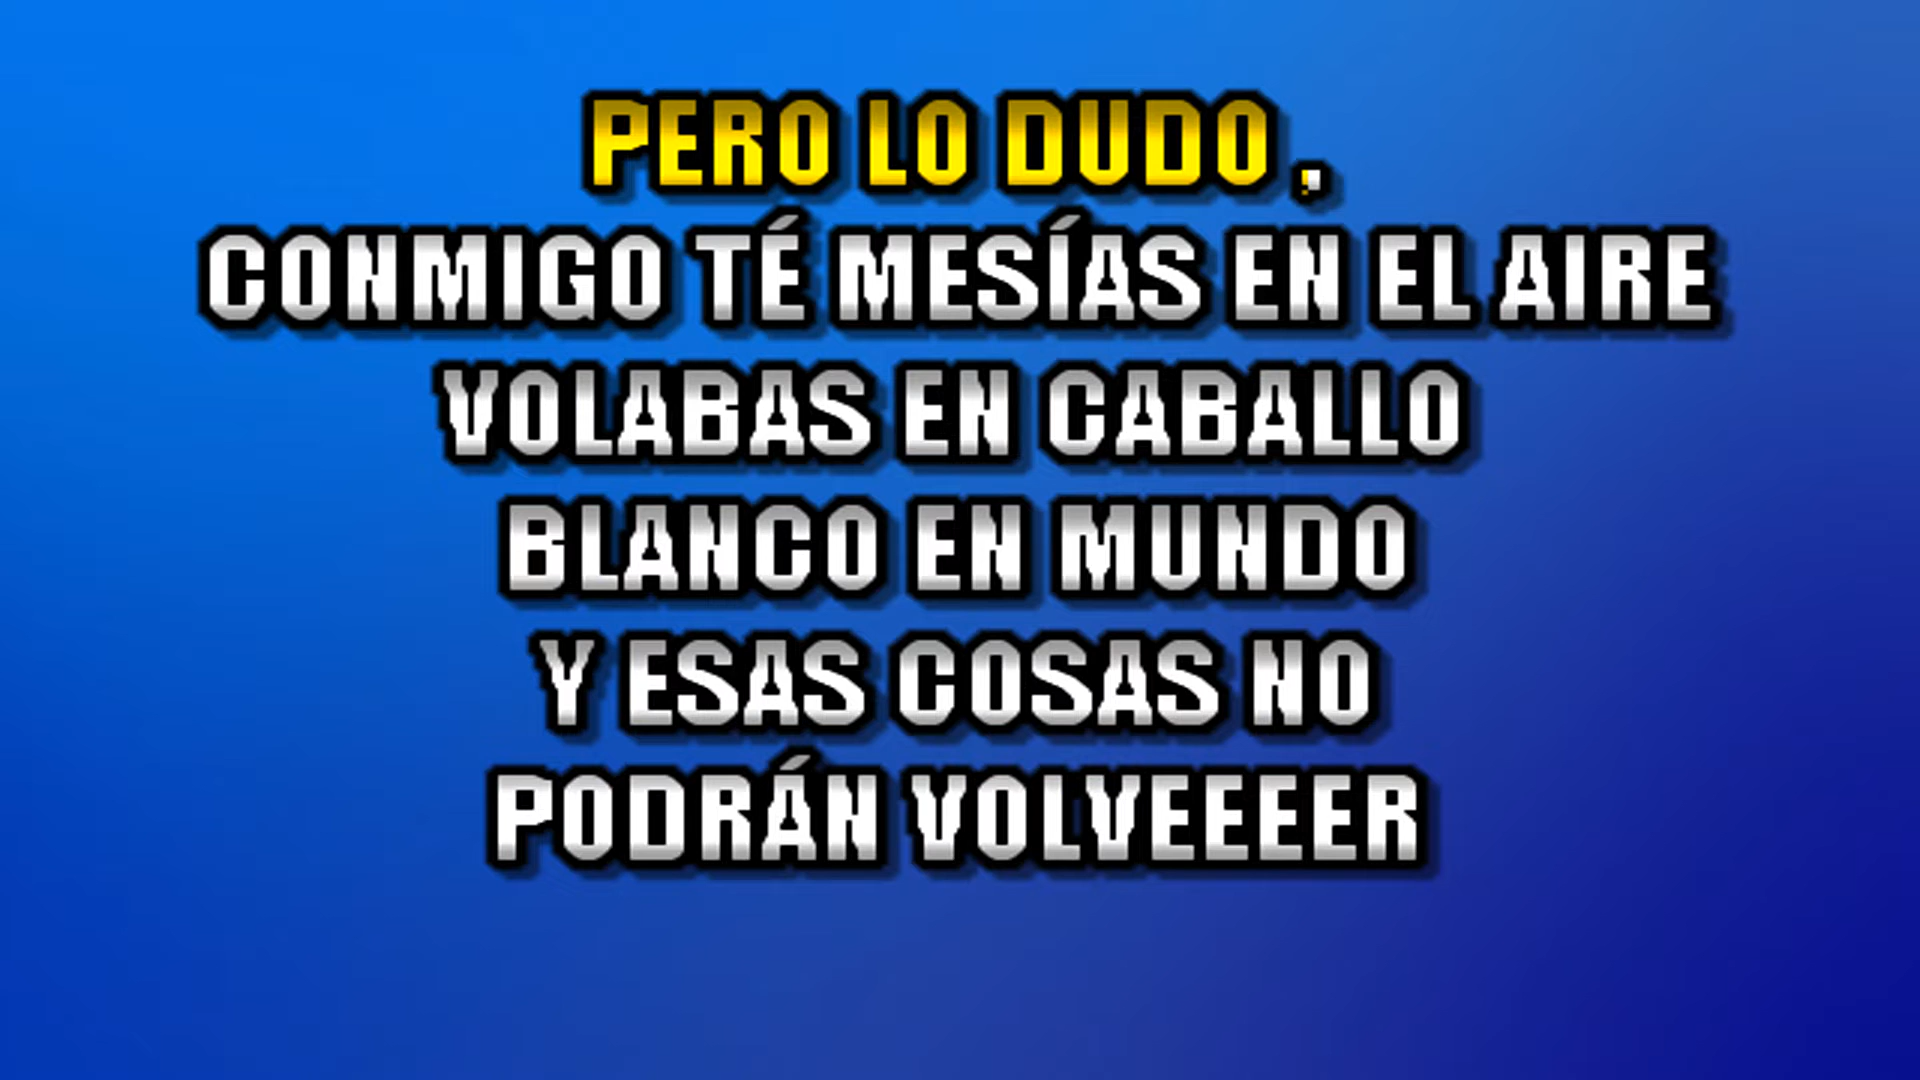 PERO LO DUDO ,
CONMIGO TÉ MESÍAS EN EL AIRE
VOLABAS EN CABALLO
BLANCO EN MUNDO
Y ESAS COSAS NO
PODRÁN VOLVEEEEER